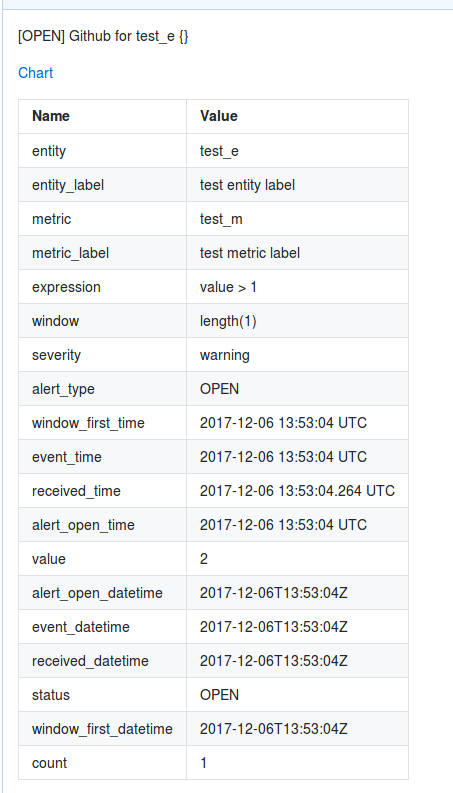 [OPEN] Github for test_e {}
Chart
Name Value
entity test_e
entity_label test entity label
metric test_m
metric_label test metric label
expression value > 1
window length(1)
severity warning
alert_type OPEN
window_first_time 2017-12-06 13:53:04 UTC
event_time 2017-12-06 13:53:04 UTC
received_time 2017-12-06 13:53:04.264 UTC
alert_open_time 2017-12-06 13:53:04 UTC
value 2
alert_open_datetime 2017-12-06T13:53:04Z
event_datetime 2017-12-06T13:53:04Z
received_datetime 2017-12-06T13:53:04Z
status OPEN
window_first_datetime 2017-12-06T13:53:04Z
count 1